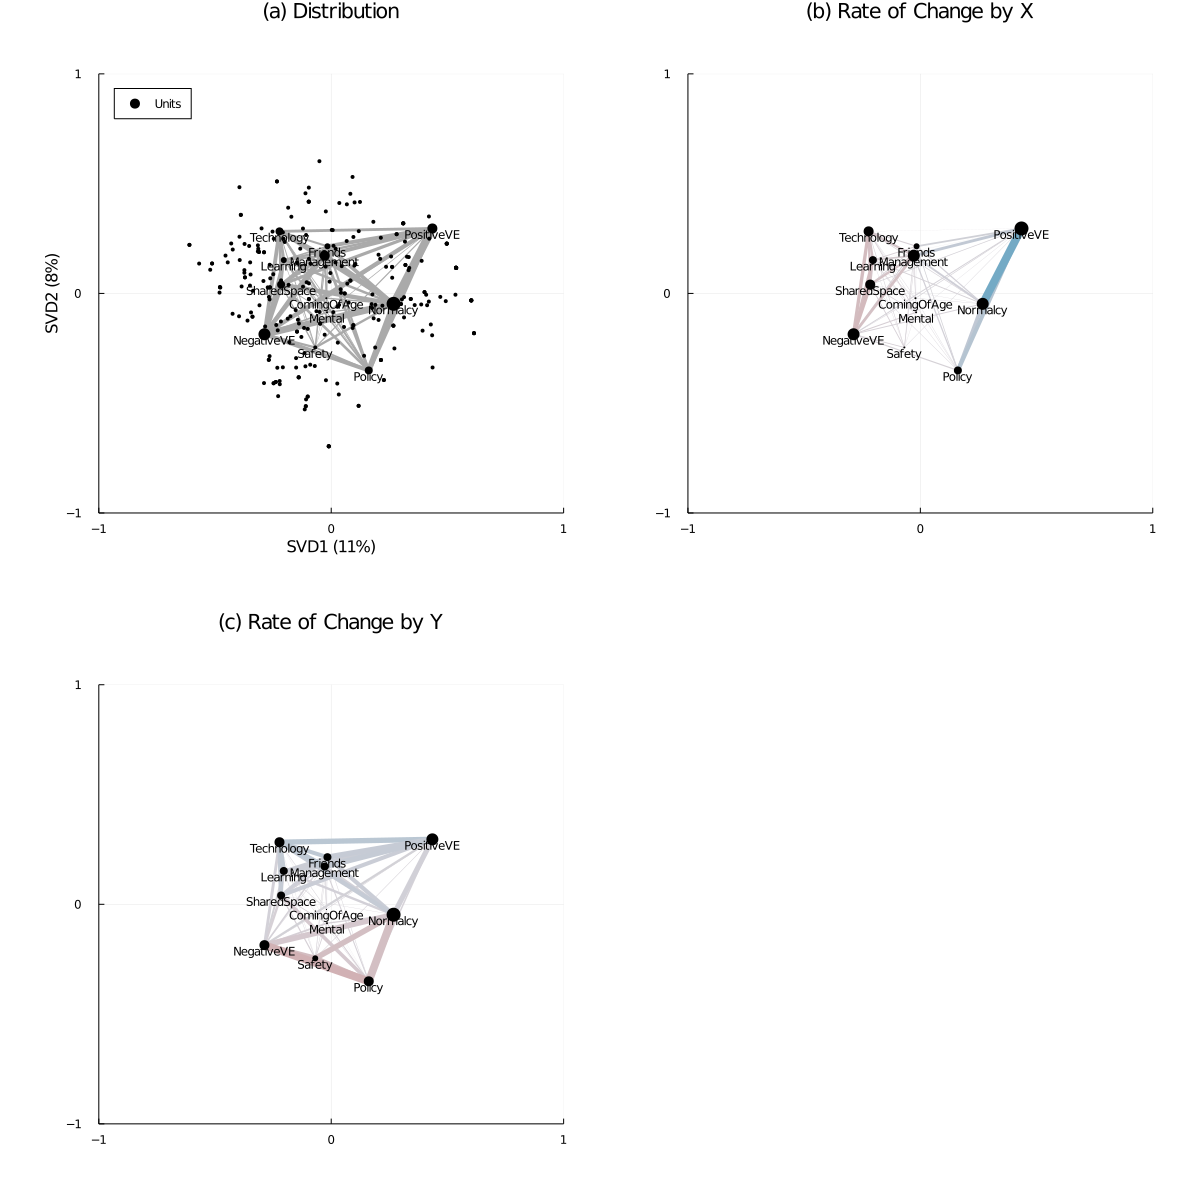 (a) Distribution
(b) Rate of Change by X
1
Units
Technology
PositiveVE
Friends
Management
Learning
SharedSpace
ComingOfAge
Normalcy
Mental
NegativeVE
Safety
Policy
0
−1
SVD2 (8%)
−1
0
1
SVD1 (11%)
1
Technology
PositiveVE
Friends
Management
Learning
SharedSpace
ComingOfAge
Normalcy
Mental
NegativeVE
Safety
Policy
0
−1
−1
0
1
(c) Rate of Change by Y
1
Technology
PositiveVE
Friends
Management
Learning
SharedSpace
ComingOfAge
Normalcy
Mental
NegativeVE
Safety
Policy
0
−1
−1
0
1